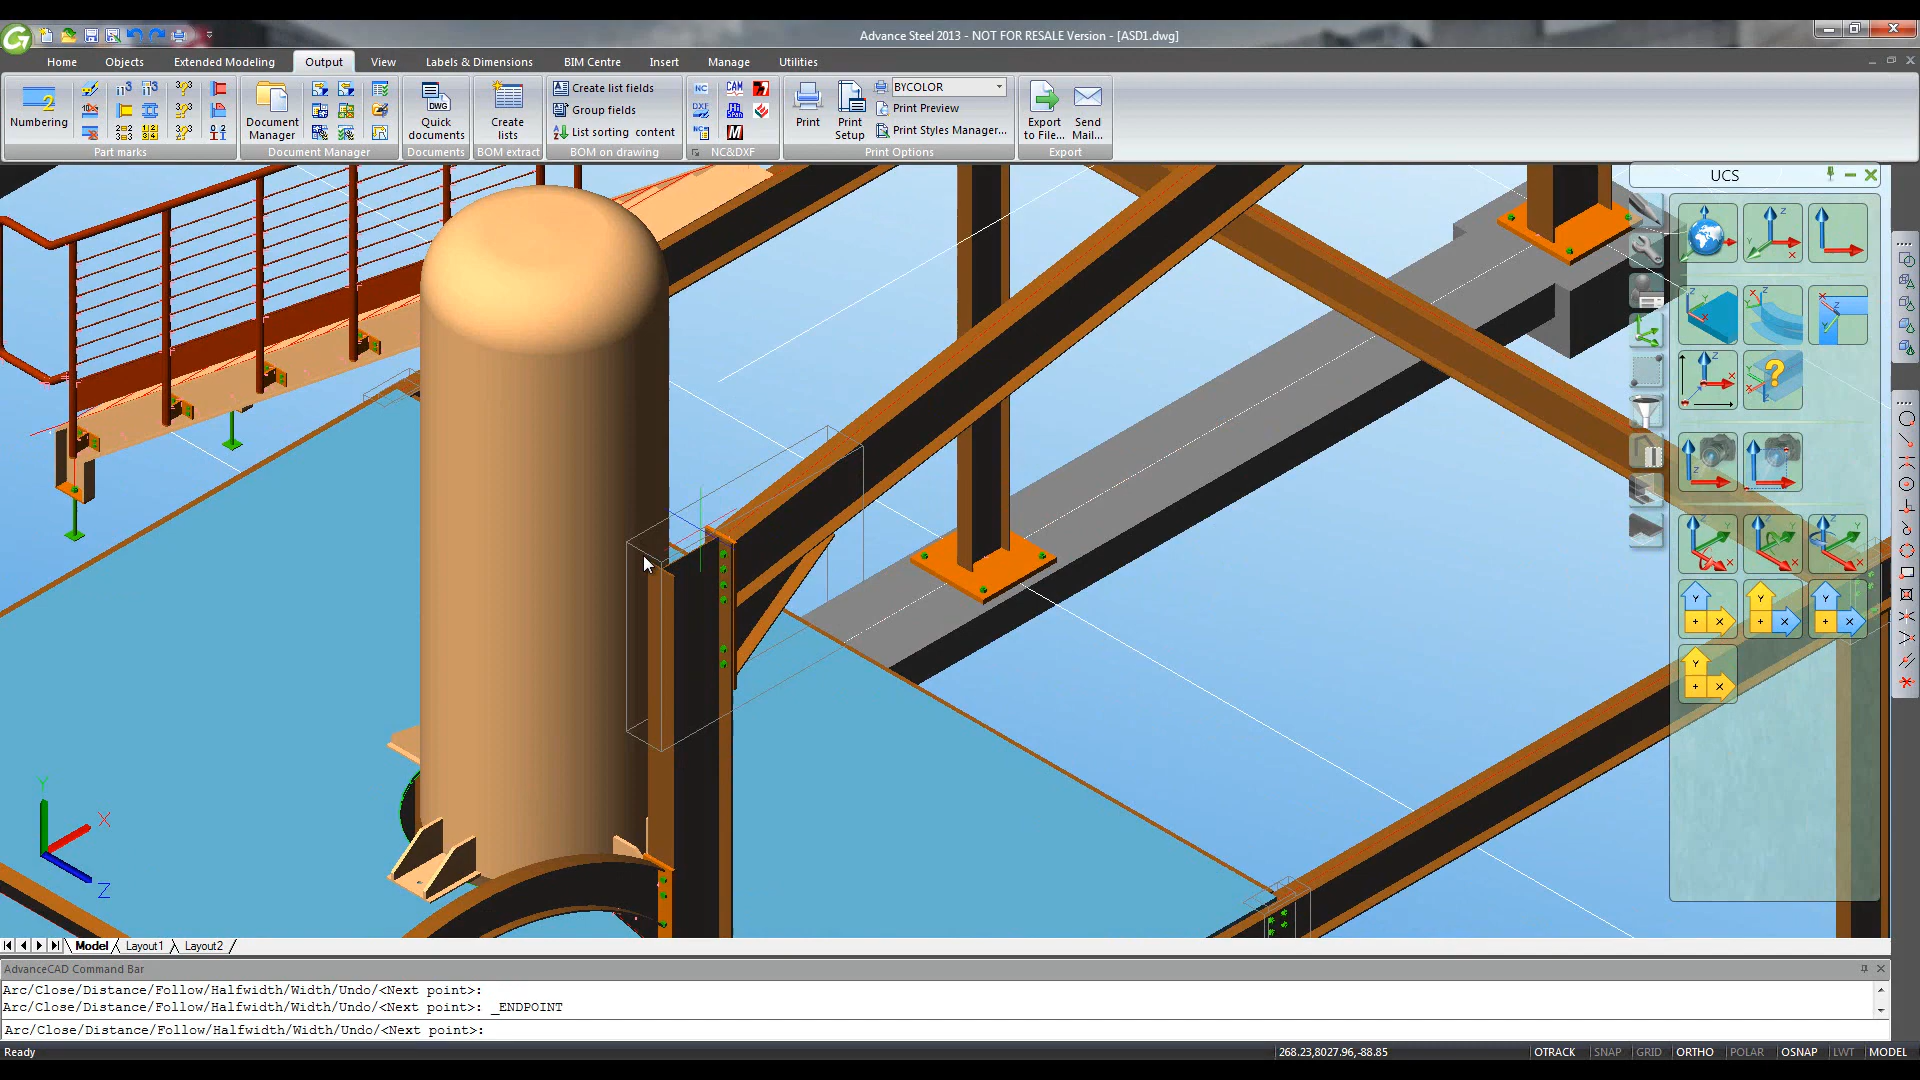 Advance Steel 2013 - NOT FOR RESALE Version - [ASD1.dwg]
Home Objects Extended Modeling Output View Labels & Dimensions BIM Centre Insert Manage Utilities
2
Numbering
Part marks
Document Manager
Document Manager
DWG
Quick documents
Documents
Create lists
BOM extract
Create list fields
Group fields
List sorting content
BOM on drawing
NC CAM
DXF
NC M
NC&DXF
Print
Print Setup
BYCOLOR
Print Preview
Print Styles Manager...
Print Options
Export to File...
Send Mail...
Export
UCS
Y
X
Z
Model Layout1 Layout2
AdvanceCAD Command Bar
Arc/Close/Distance/Follow/Halfwidth/Width/Undo/<Next point>:
Arc/Close/Distance/Follow/Halfwidth/Width/Undo/<Next point>: _ENDPOINT
Arc/Close/Distance/Follow/Halfwidth/Width/Undo/<Next point>:
Ready
268.23,8027.96,-88.85
OTRACK SNAP GRID ORTHO POLAR OSNAP LWT MODEL